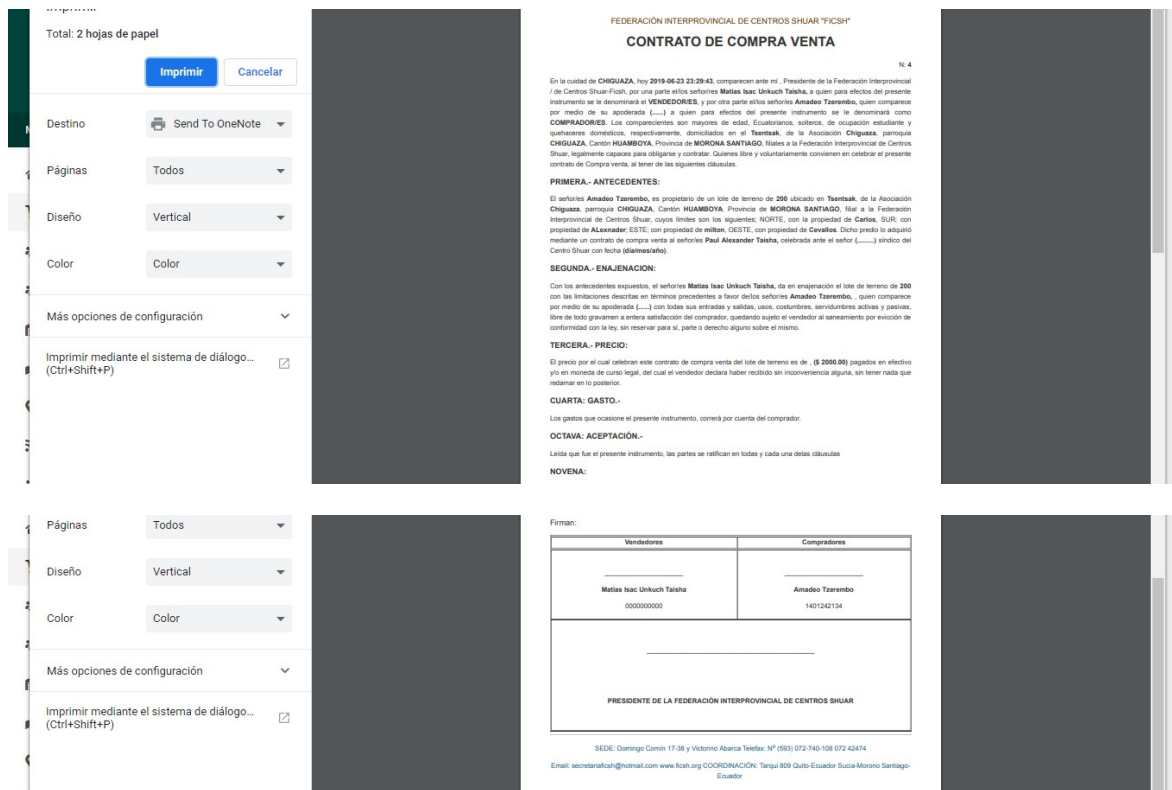 Total: 2 hojas de papel
Imprimir Cancelar
Destino Send To OneNote
Páginas Todos
Diseño Vertical
Color Color
Más opciones de configuración
Imprimir mediante el sistema de diálogo...
(Ctrl+Shift+P)
FEDERACIÓN INTERPROVINCIAL DE CENTROS SHUAR "FICSH"
CONTRATO DE COMPRA VENTA
N: 4
En la cuidad de CHIGUAZA, hoy 2019-06-23 23:29:43, comparecen ante mí , Presidente de la Federación Interprovincial
/ de Centros Shuar-Ficsh, por una parte el/los señor/res Matias Isac Unkuch Taisha, a quien para efectos del presente
instrumento se le denominará el VENDEDOR/ES, y por otra parte el/los señor/es Amadeo Tzerembo, quien comparece
por medio de su apoderada (......) a quien para efectos del presente instrumento se le denominará como
COMPRADOR/ES. Los comparecientes son mayores de edad, Ecuatorianos, solteros, de ocupación estudiante y
quehaceres domésticos, respectivamente, domiciliados en el Tsentsak, de la Asociación Chiguaza, parroquia
CHIGUAZA, Cantón HUAMBOYA, Provincia de MORONA SANTIAGO, filiales a la Federación Interprovincial de Centros
Shuar, legalmente capaces para obligarse y contratar. Quienes libre y voluntariamente convienen en celebrar el presente
contrato de Compra venta, al tener de las siguientes cláusulas.
PRIMERA.- ANTECEDENTES:
El señor/es Amadeo Tzerembo, es propietario de un lote de terreno de 200 ubicado en Tsentsak, de la Asociación
Chiguaza, parroquia CHIGUAZA, Cantón HUAMBOYA. Provincia de MORONA SANTIAGO, filial a la Federación
Interprovincial de Centros Shuar, cuyos límites son los siguientes; NORTE, con la propiedad de Carlos, SUR; con
propiedad de ALexnader, ESTE; con propiedad de milton, OESTE, con propiedad de Cevallos. Dicho predio lo adquirió
mediante un contrato de compra venta al señor/es Paul Alexander Taisha, celebrada ante el señor (.........) síndico del
Centro Shuar con fecha (día/mes/año).
SEGUNDA.- ENAJENACION:
Con los antecedentes expuestos, el señor/es Matias Isac Unkuch Taisha, da en enajenación el lote de terreno de 200
con las limitaciones descritas en términos precedentes a favor de/los señor/es Amadeo Tzerembo, , quien comparece
por medio de su apoderada (......) con todas sus entradas y salidas, usos, costumbres, servidumbres activas y pasivas,
libre de todo gravamen a entera satisfacción del comprador, quedando sujeto el vendedor al saneamiento por evicción de
conformidad con la ley, sin reservar para sí, parte o derecho alguno sobre el mismo.
TERCERA.- PRECIO:
El precio por el cual celebran este contrato de compra venta del lote de terreno es de , ($ 2000.00) pagados en efectivo
y/o en moneda de curso legal, del cual el vendedor declara haber recibido sin inconveniencia alguna, sin tener nada que
reclamar en lo posterior.
CUARTA: GASTO.-
Los gastos que ocasione el presente instrumento, correrá por cuenta del comprador.
OCTAVA: ACEPTACIÓN.-
Leída que fue el presente instrumento, las partes se ratifican en todas y cada una delas cláusulas
NOVENA:
Páginas Todos
Diseño Vertical
Color Color
Más opciones de configuración
Imprimir mediante el sistema de diálogo...
(Ctrl+Shift+P)
Firman:
Vendedores Compradores
Matias Isac Unkuch Taisha Amadeo Tzerembo
0000000000 1401242134
PRESIDENTE DE LA FEDERACIÓN INTERPROVINCIAL DE CENTROS SHUAR
SEDE: Domingo Comín 17-38 y Victorino Abarca Telefax: Nº (593) 072-740-108 072.42474
Email: secretariaficsh@hotmail.com www.ficsh.org COORDINACIÓN: Tarqui 809 Quito-Ecuador Sucia-Morono Santiago-
Ecuador